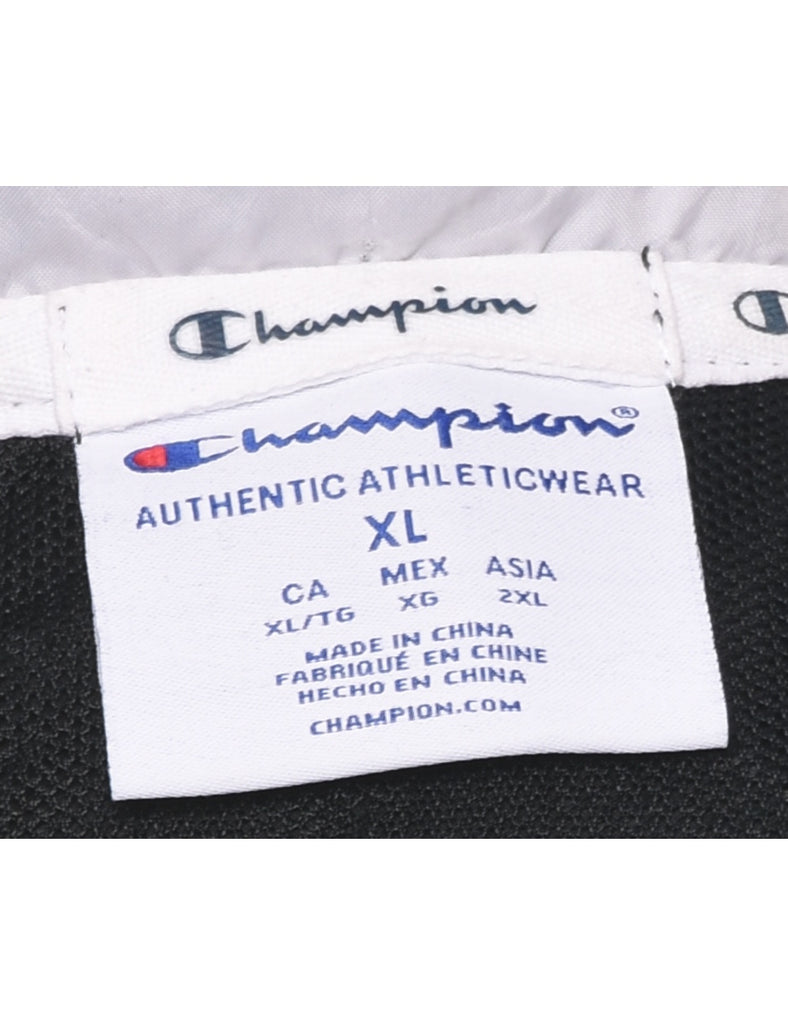 Champion
Champion®
AUTHENTIC ATHLETICWEAR
XL
CA MEX ASIA
XL/TG XG 2XL
MADE IN CHINA
FABRIQUÉ EN CHINE
HECHO EN CHINA
CHAMPION.COM